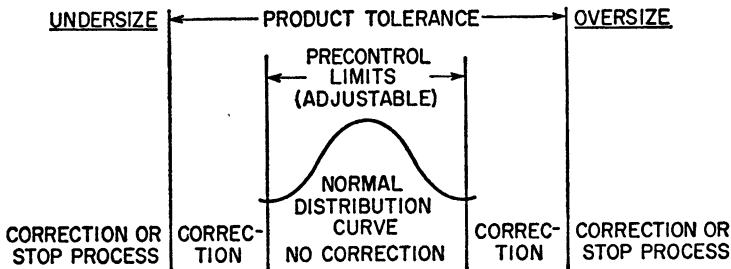 UNDERSIZE
PRODUCT TOLERANCE
OVERSIZE
PRECONTROL
LIMITS
(ADJUSTABLE)
NORMAL
DISTRIBUTION
CURVE
NO CORRECTION
CORRECTION OR
STOP PROCESS
CORREC-
TION
CORREC-
TION
CORRECTION OR
STOP PROCESS